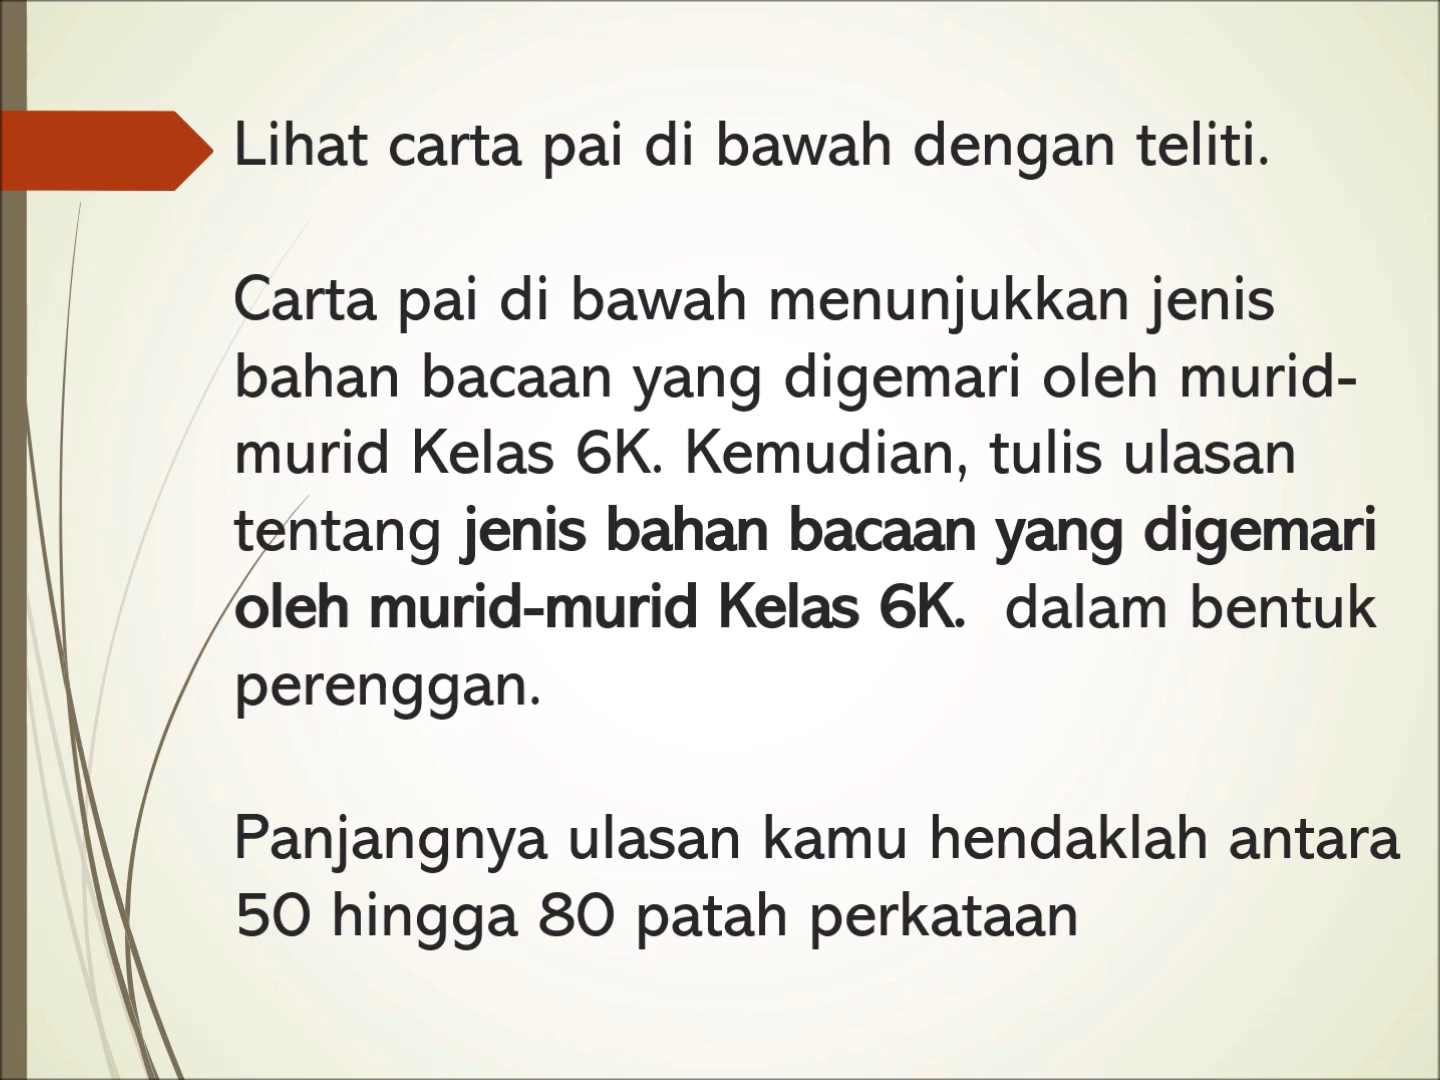 Lihat carta pai di bawah dengan teliti.
Carta pai di bawah menunjukkan jenis
bahan bacaan yang digemari oleh murid-
murid Kelas 6K. Kemudian, tulis ulasan
tentang jenis bahan bacaan yang digemari
oleh murid-murid Kelas 6K. dalam bentuk
perenggan.
Panjangnya ulasan kamu hendaklah antara
50 hingga 80 patah perkataan